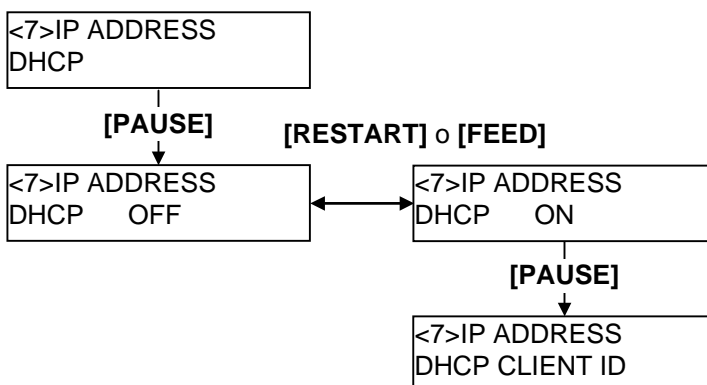 <7>IP ADDRESS
DHCP
[PAUSE]
[RESTART] o [FEED]
<7>IP ADDRESS
DHCP OFF
<7>IP ADDRESS
DHCP ON
[PAUSE]
<7>IP ADDRESS
DHCP CLIENT ID